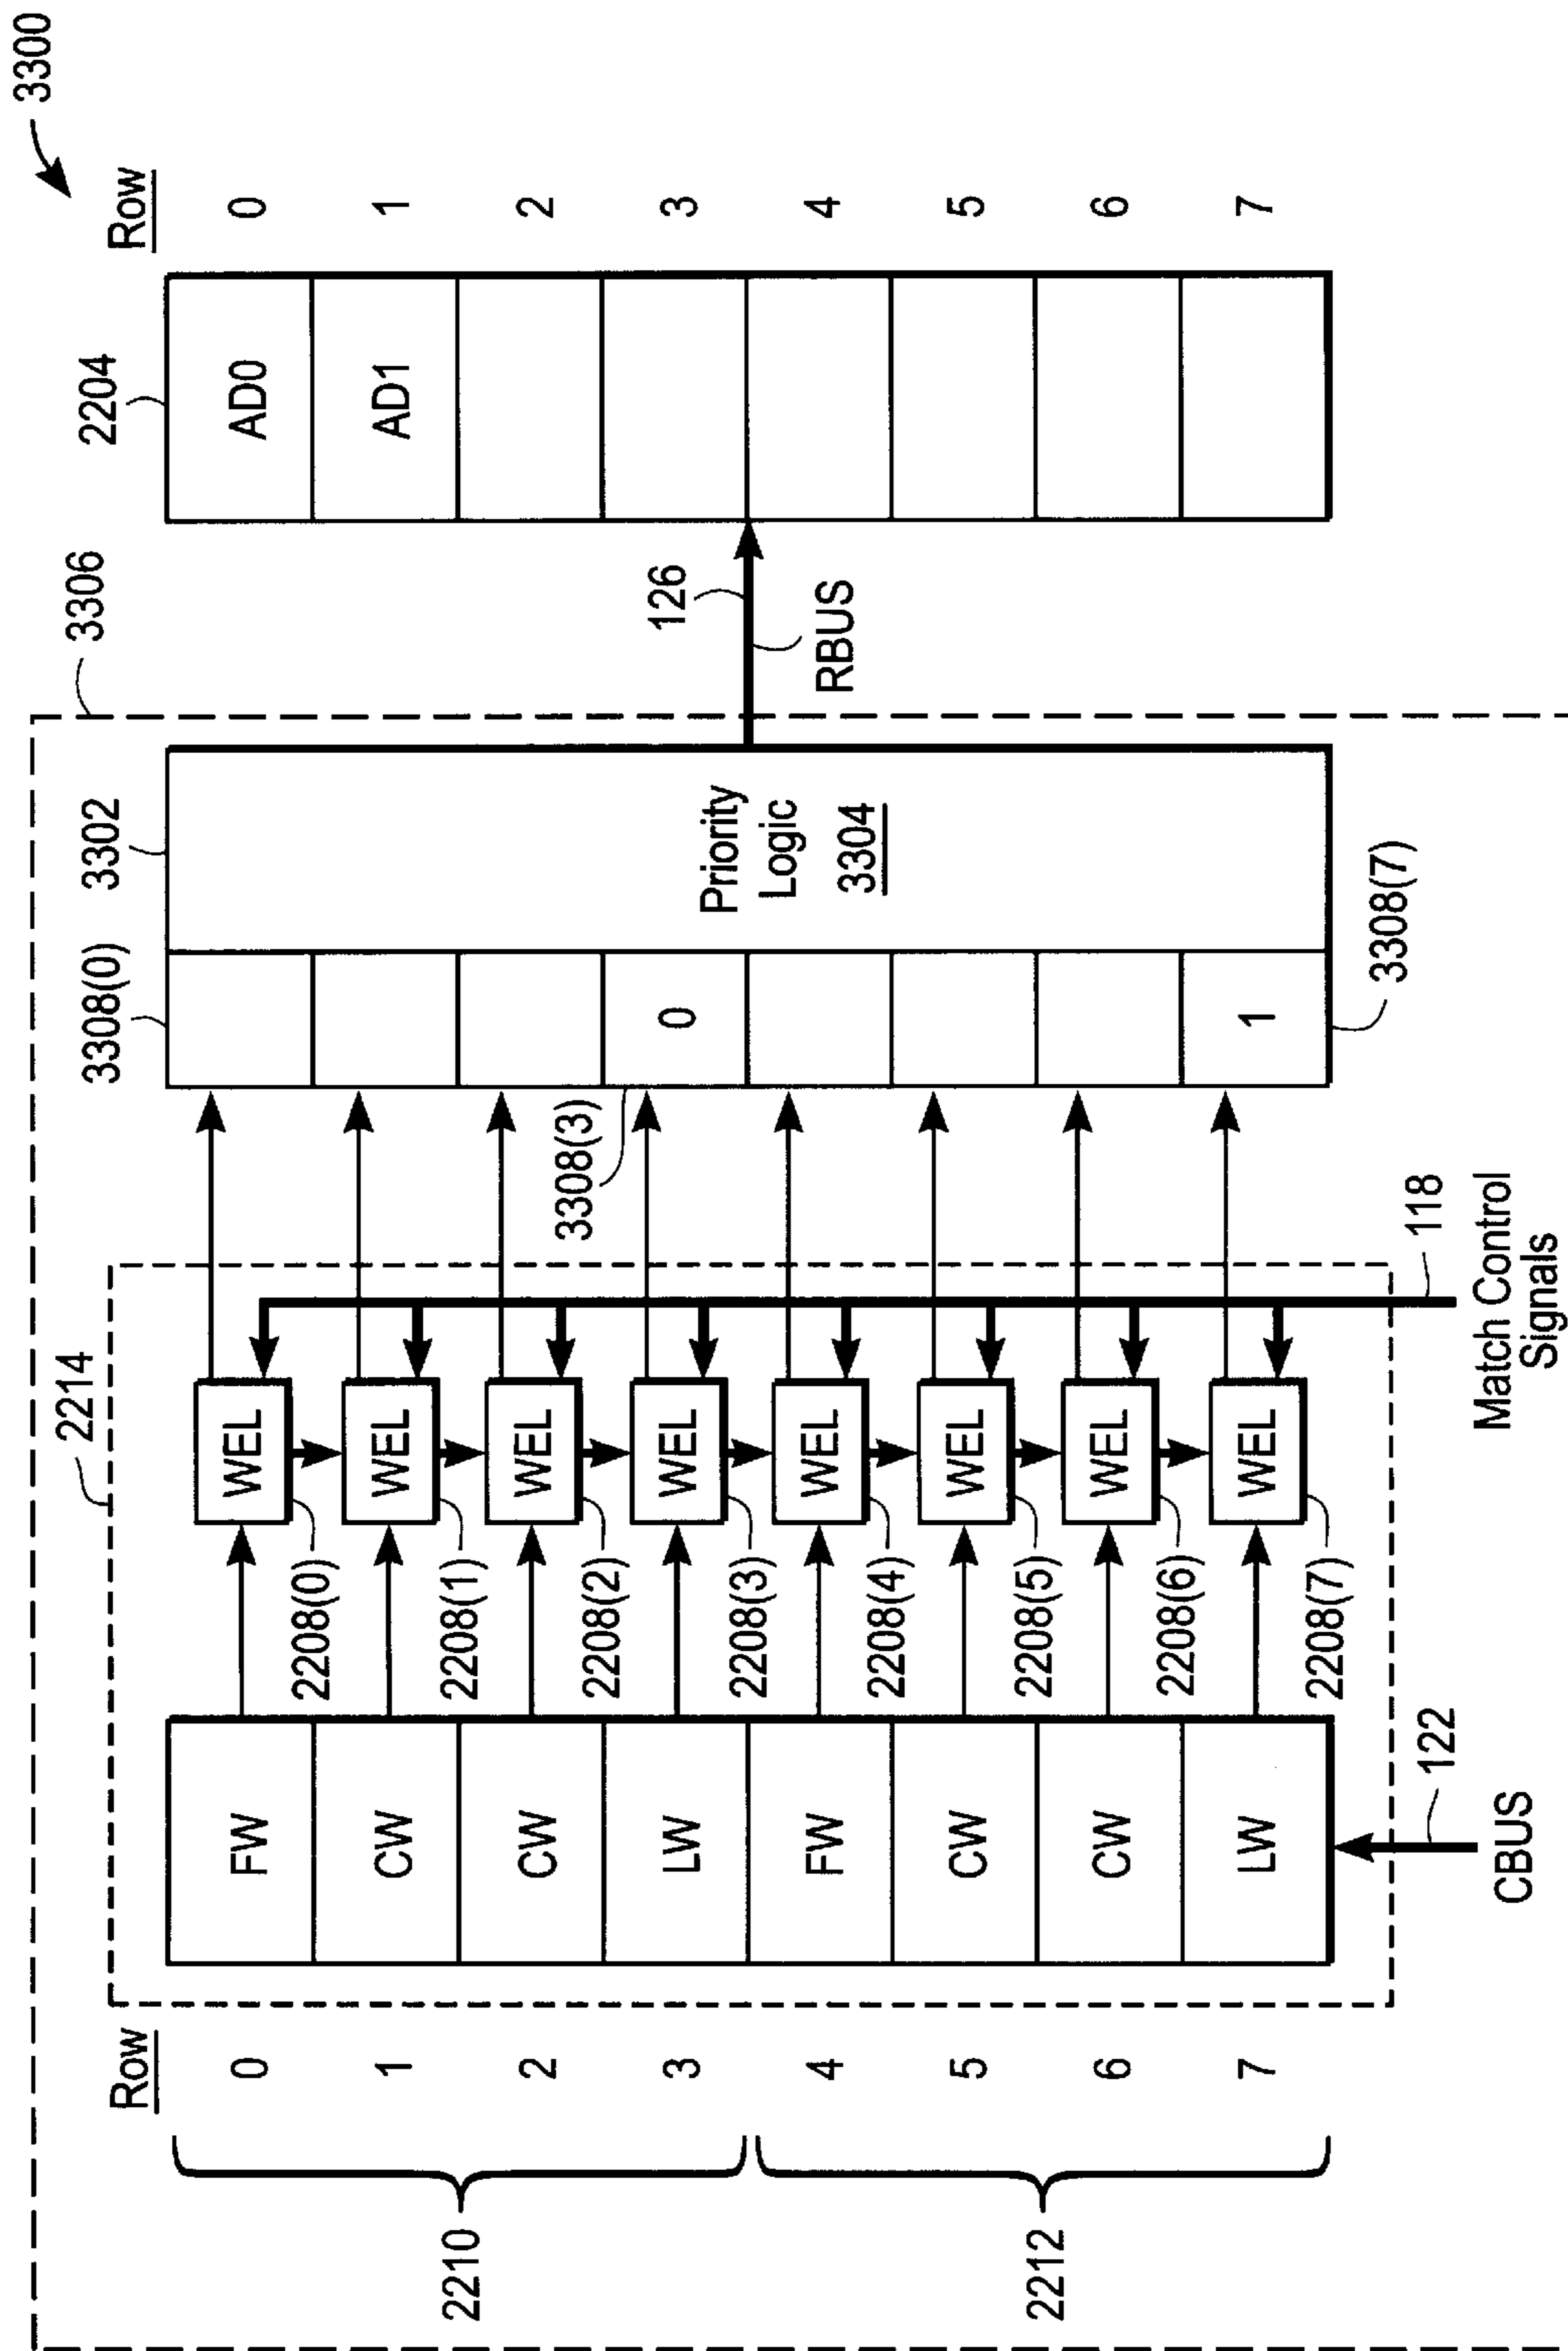 3300
3306
2214
3308(0)
3302
2204
Row
Row
0
FW
WEL
2208(0)
AD0
0
1
CW
WEL
2208(1)
AD1
1
2
CW
WEL
2208(2)
2
3308(3)
3
LW
WEL
2208(3)
0
3
2210
Priority
Logic
3304
126
RBUS
4
FW
WEL
2208(4)
4
5
CW
WEL
2208(5)
5
6
CW
WEL
2208(6)
6
7
LW
WEL
2208(7)
1
7
2212
3308(7)
122
CBUS
118
Match Control
Signals